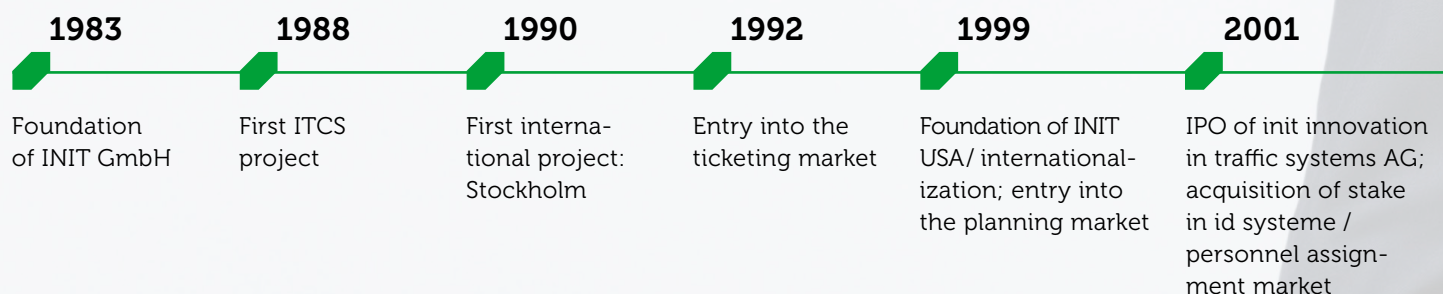 1983
Foundation
of INIT GmbH
1988
First ITCS
project
1990
First interna-
tional project:
Stockholm
1992
Entry into the
ticketing market
1999
Foundation of INIT
USA/ international-
ization; entry into
the planning market
2001
IPO of init innovation
in traffic systems AG;
acquisition of stake
in id systeme /
personnel assign-
ment market